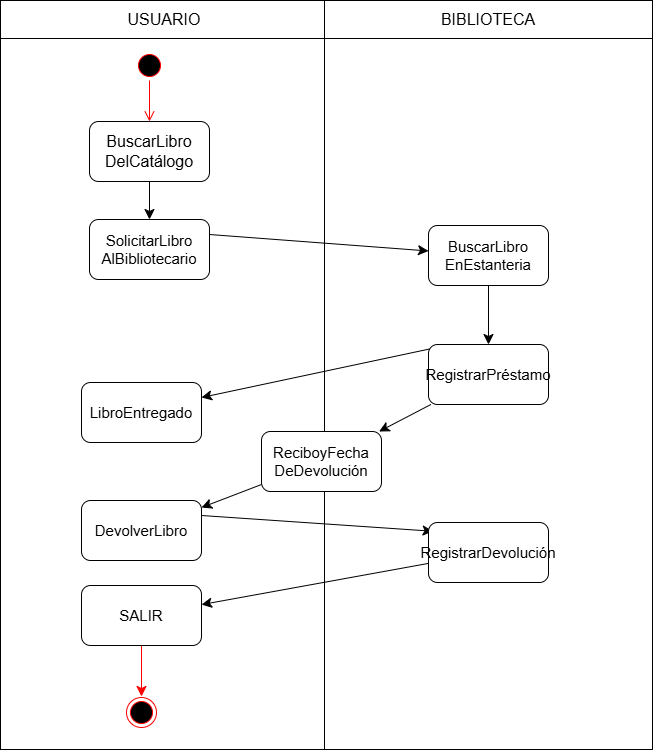 USUARIO
BIBLIOTECA
BuscarLibro
DelCatálogo
SolicitarLibro
AlBibliotecario
BuscarLibro
EnEstanteria
RegistrarPréstamo
LibroEntregado
ReciboyFecha
DeDevolución
DevolverLibro
RegistrarDevolución
SALIR